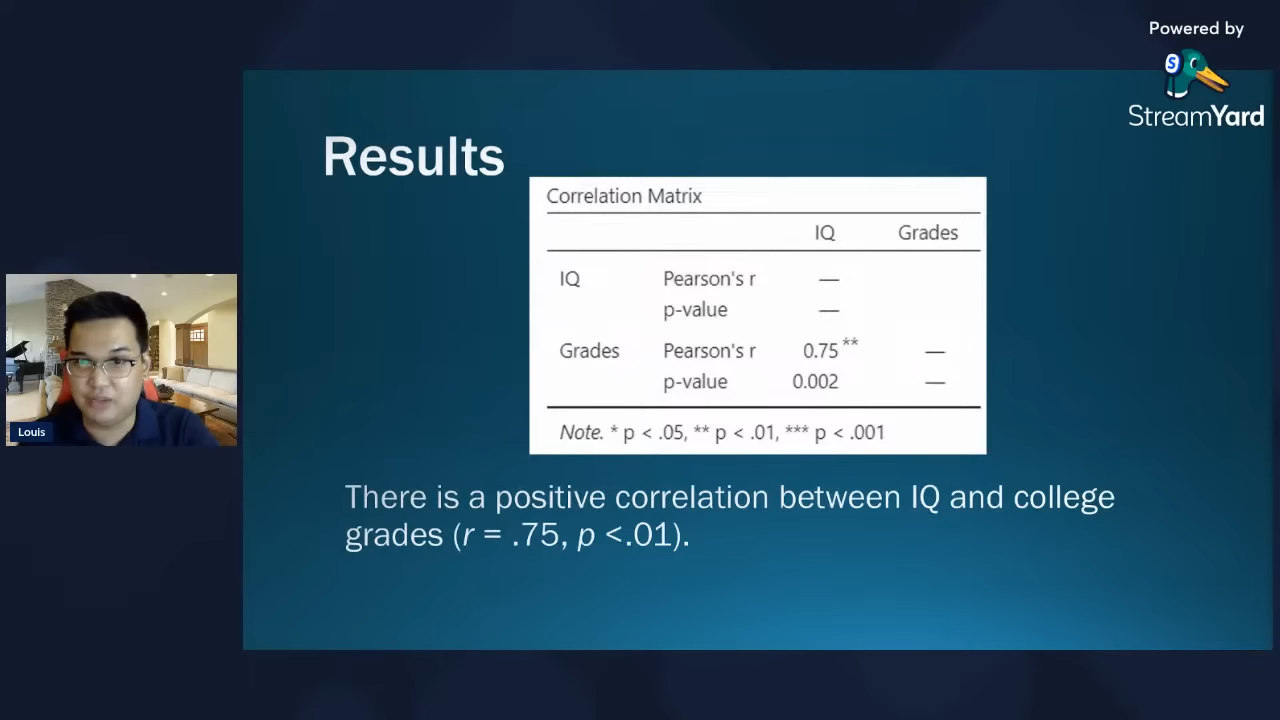 Powered by
S
StreamYard
Results
Correlation Matrix
IQ Grades
IQ Pearson's r —
p-value —
Grades Pearson's r 0.75 ** —
p-value 0.002 —
Note. * p < .05, ** p < .01, *** p < .001
Louis
There is a positive correlation between IQ and college
grades (r = .75, p <.01).